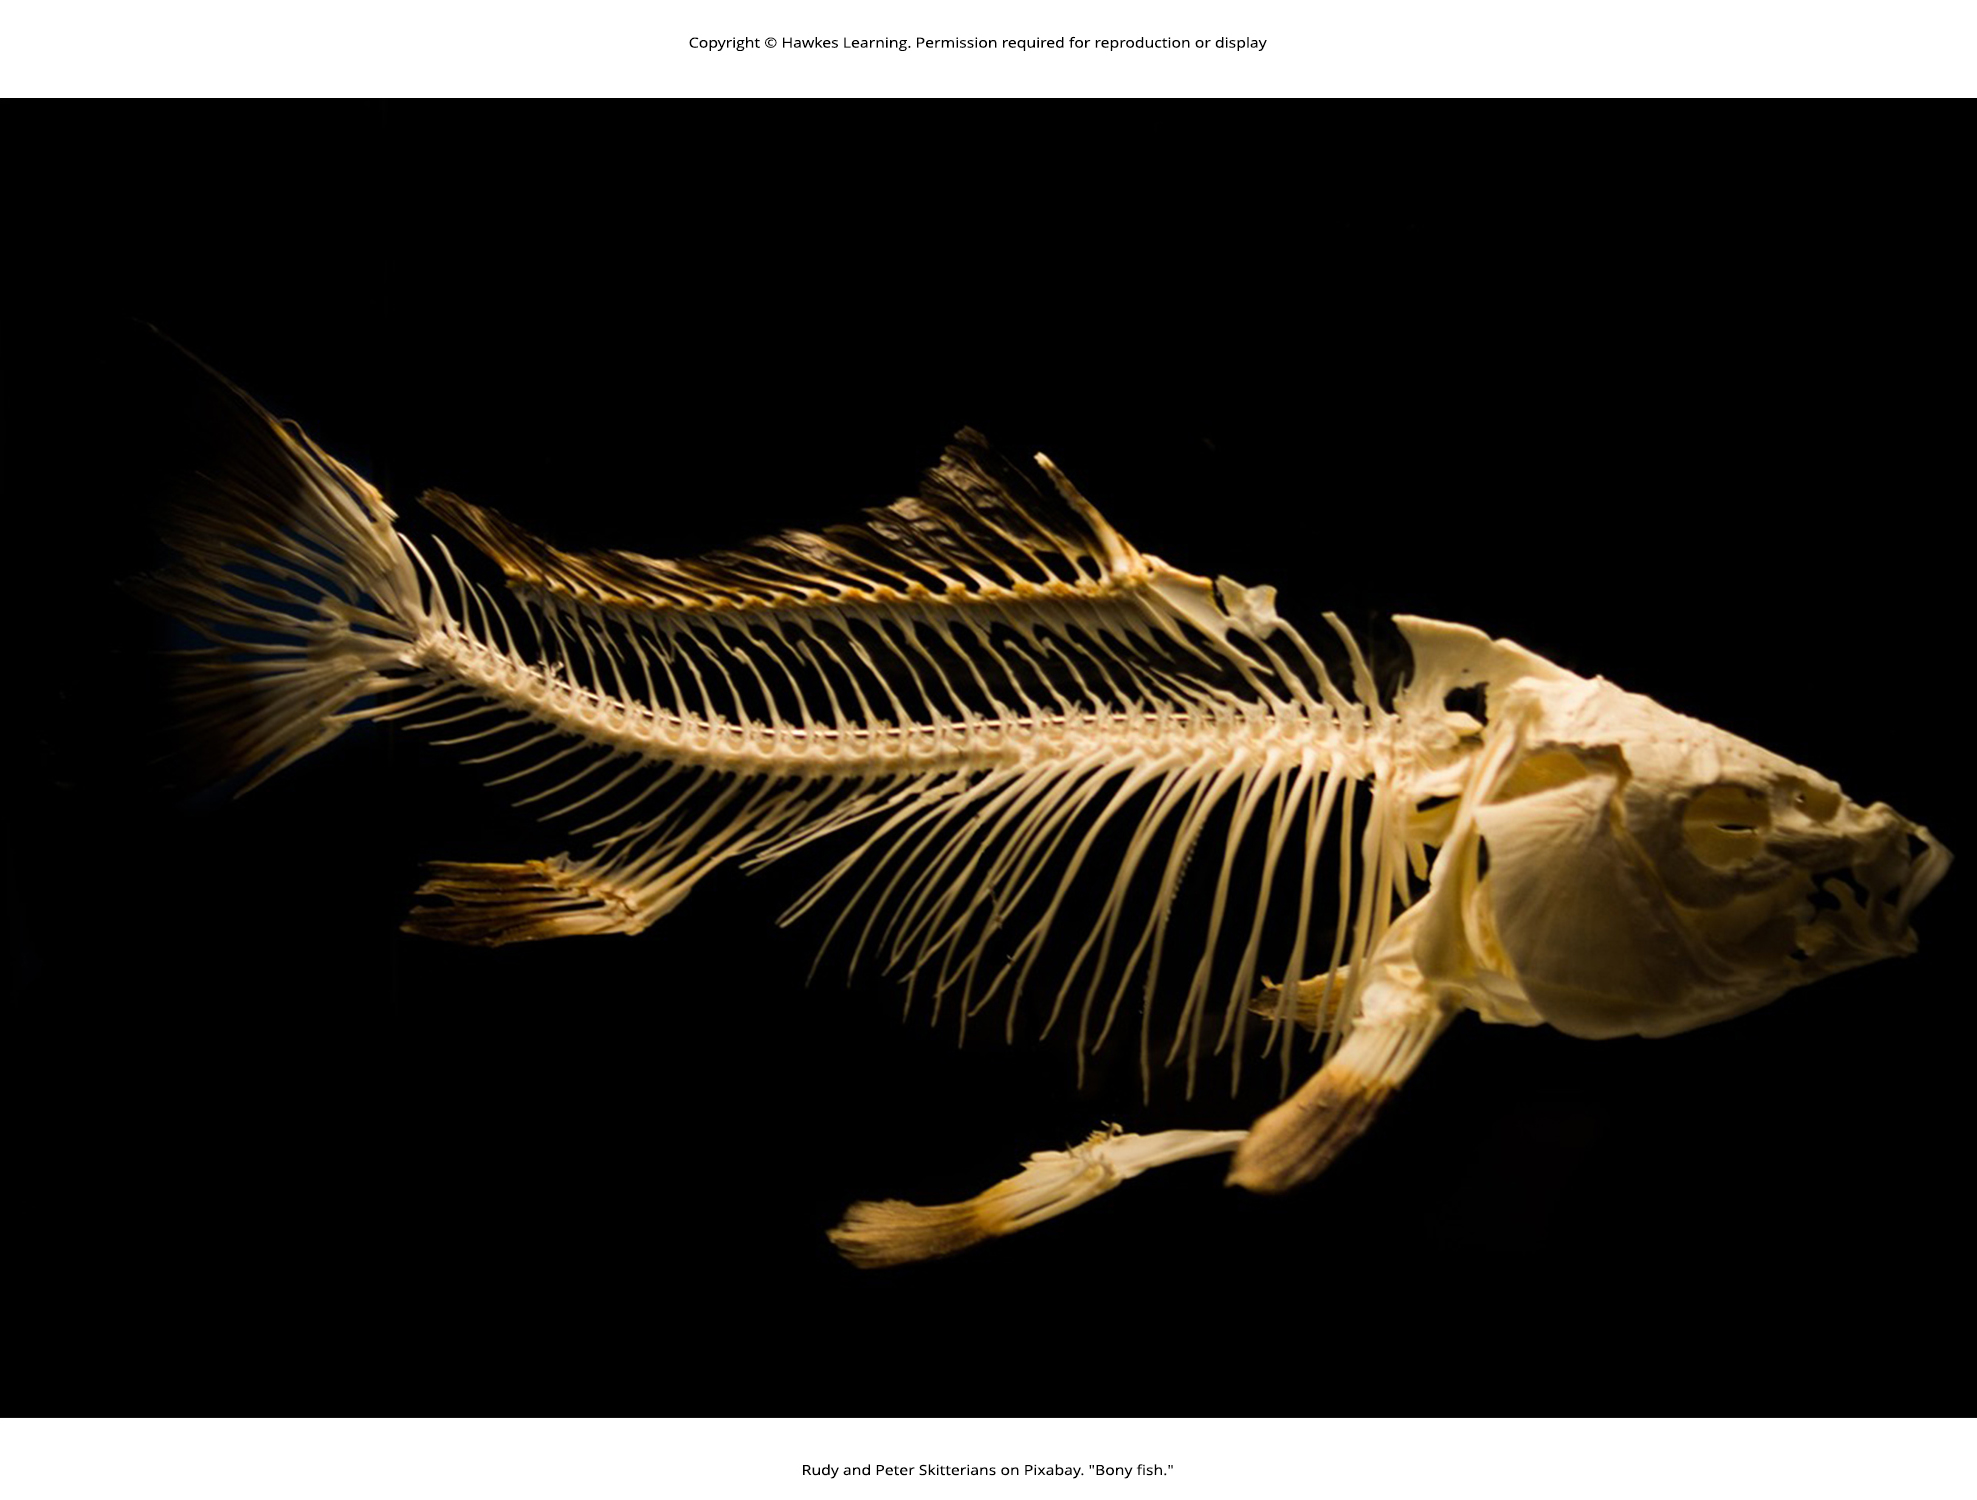 Copyright © Hawkes Learning. Permission required for reproduction or display
Rudy and Peter Skitterians on Pixabay. "Bony fish."